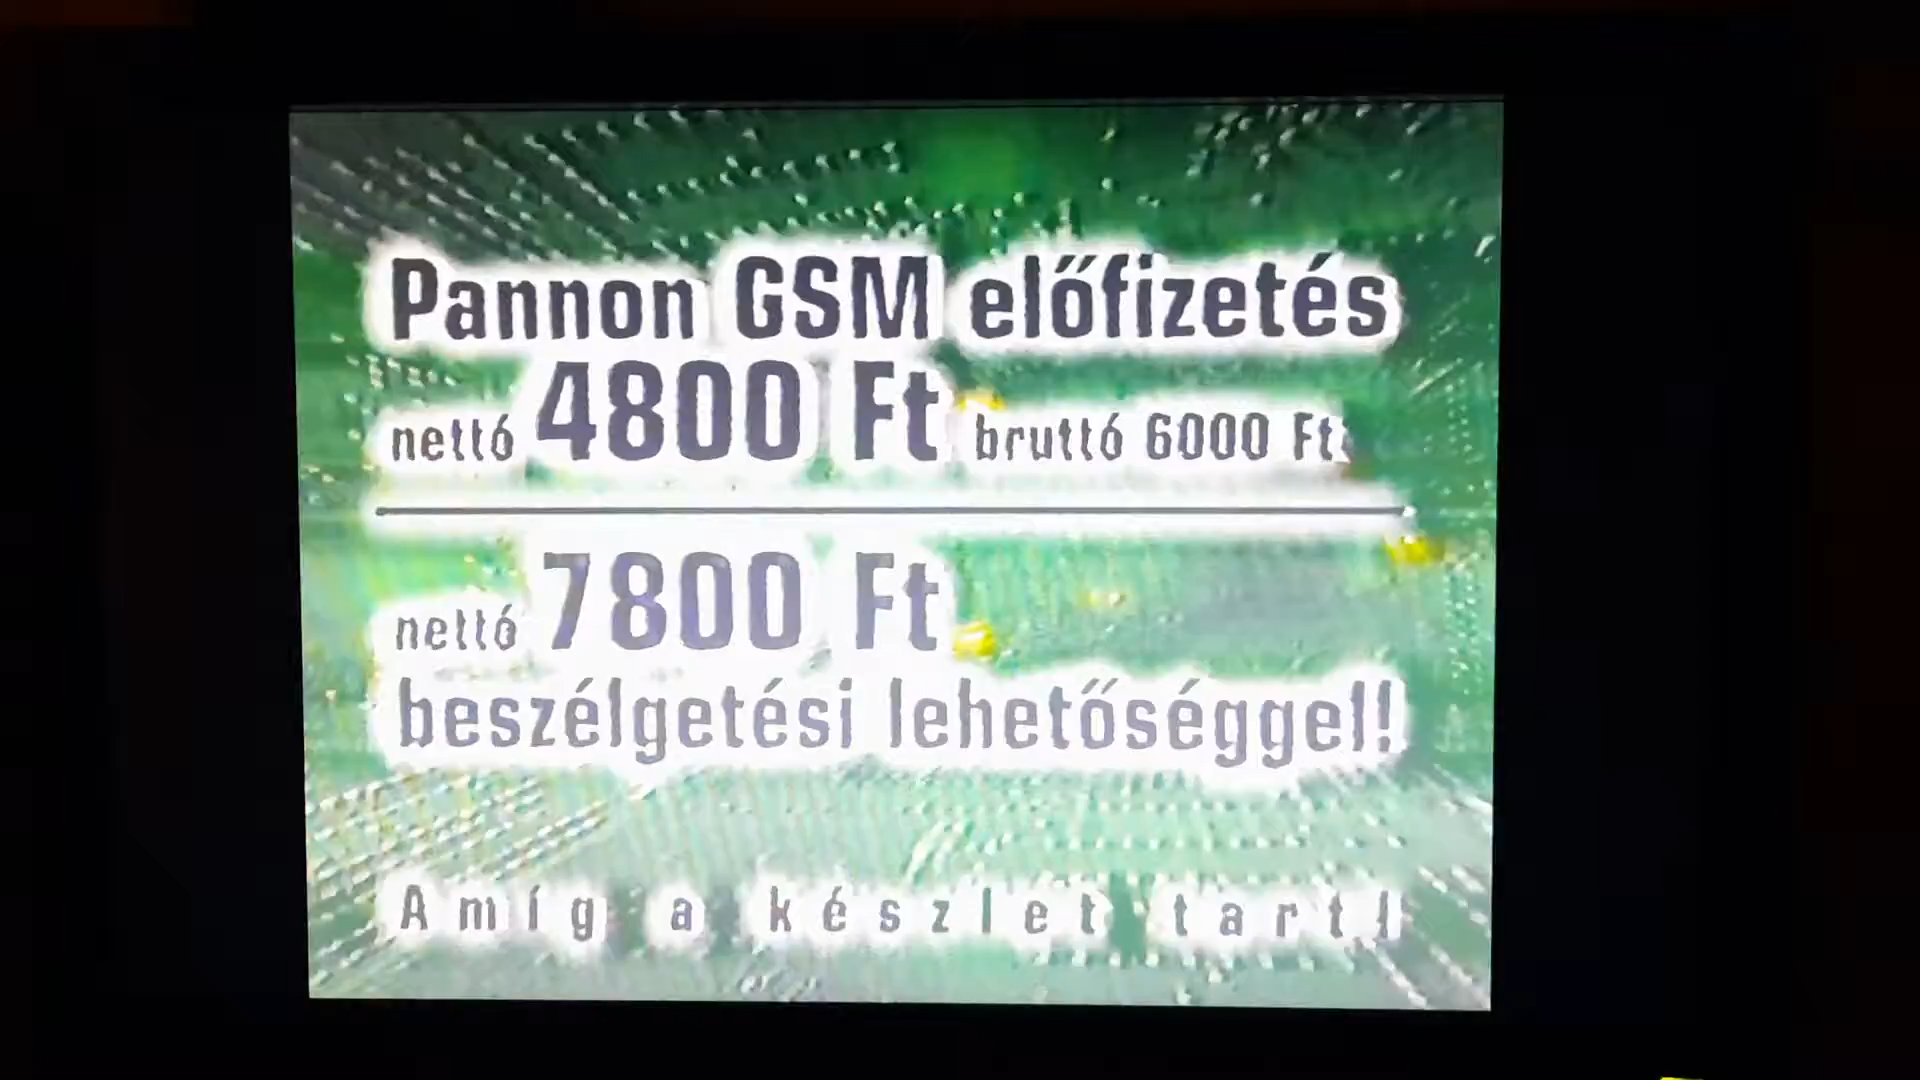 Pannon GSM előfizetés
nettó 4800 Ft bruttó 6000 Ft
nettó 7800 Ft
beszélgetési lehetőséggel!
Amíg a készlet tart!